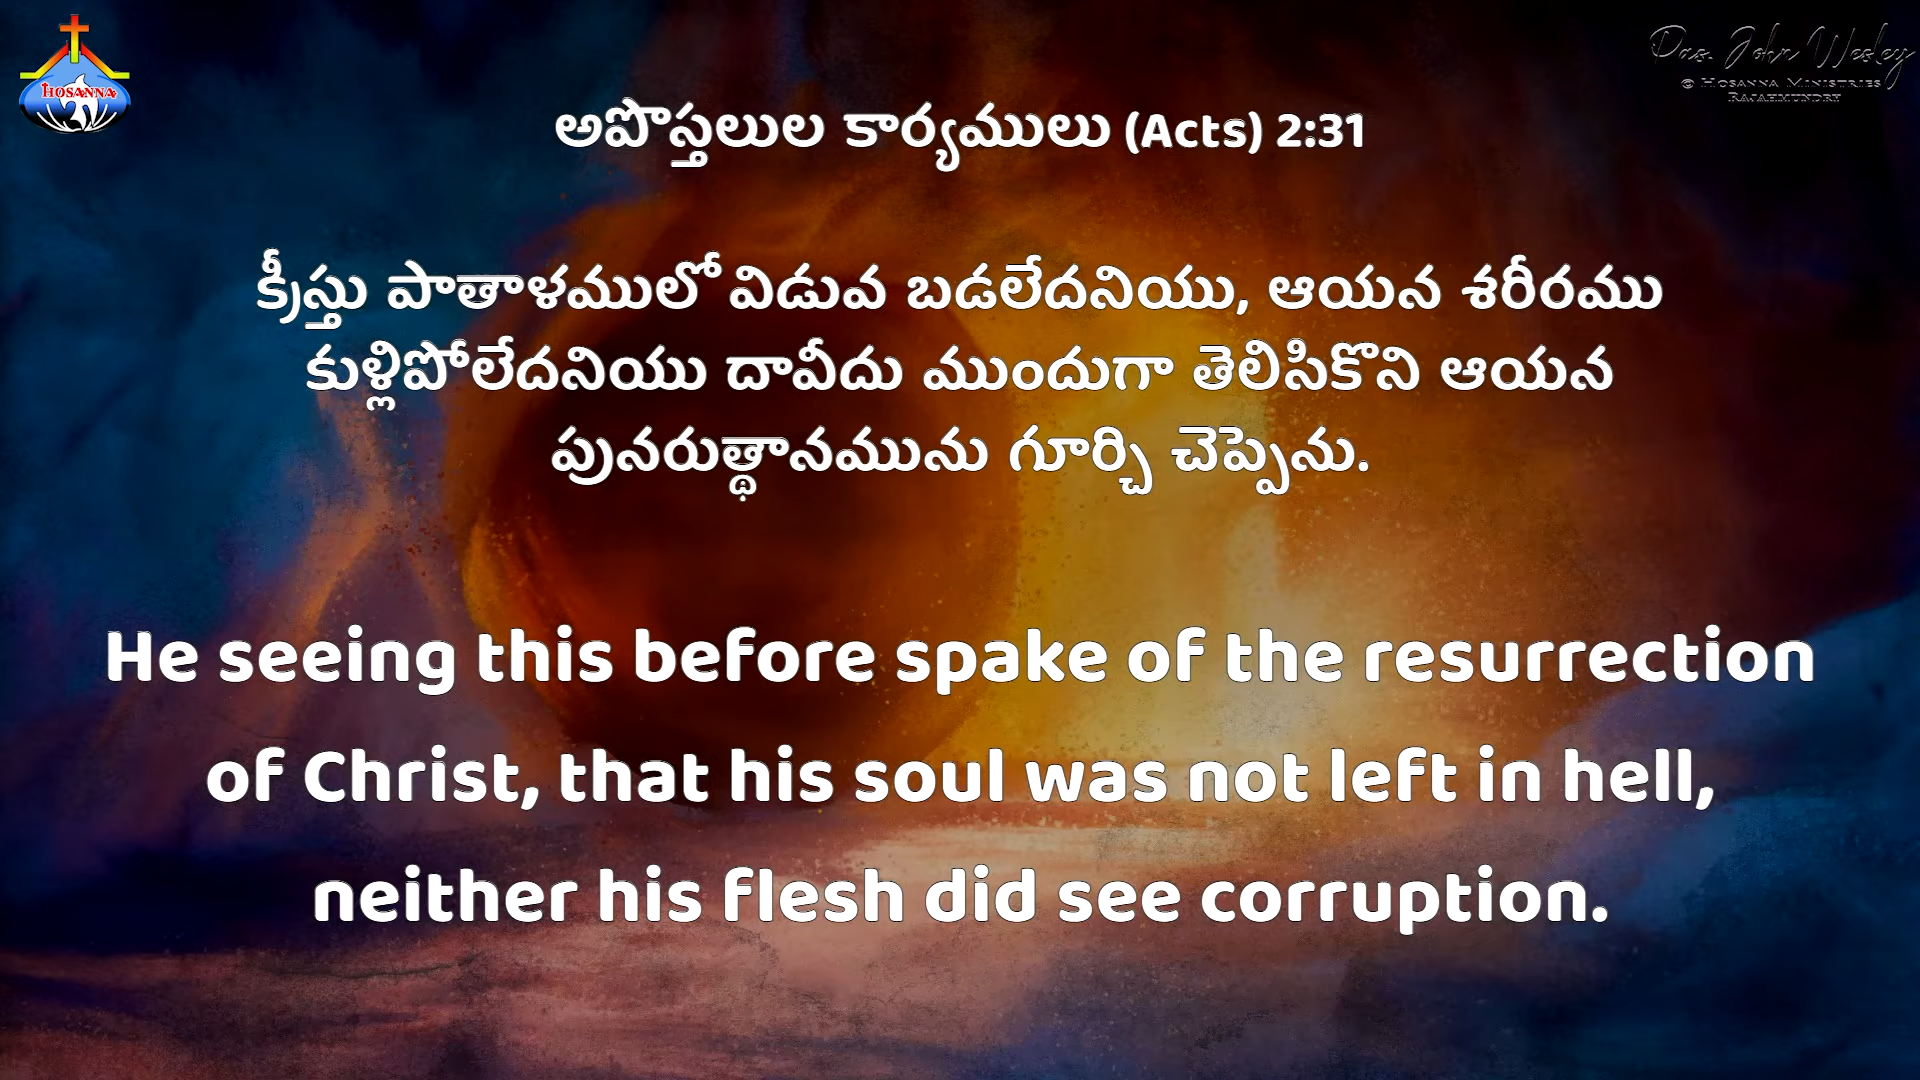 HOSANNA
Pas. John Wesley
© Hosanna Ministries
Rajahmundry
అపొస్తలుల కార్యములు (Acts) 2:31
క్రీస్తు పాతాళములో విడువ బడలేదనియు, ఆయన శరీరము
కుళ్లిపోలేదనియు దావీదు ముందుగా తెలిసికొని ఆయన
పునరుత్థానమును గూర్చి చెప్పెను.
He seeing this before spake of the resurrection
of Christ, that his soul was not left in hell,
neither his flesh did see corruption.